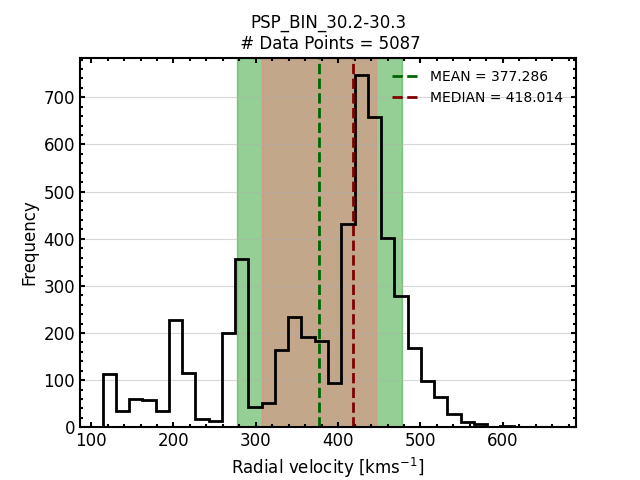 PSP_BIN_30.2-30.3
# Data Points = 5087
MEAN = 377.286
MEDIAN = 418.014
700
600
500
400
300
200
100
0
Frequency
100 200 300 400 500 600
Radial velocity [kms⁻¹]